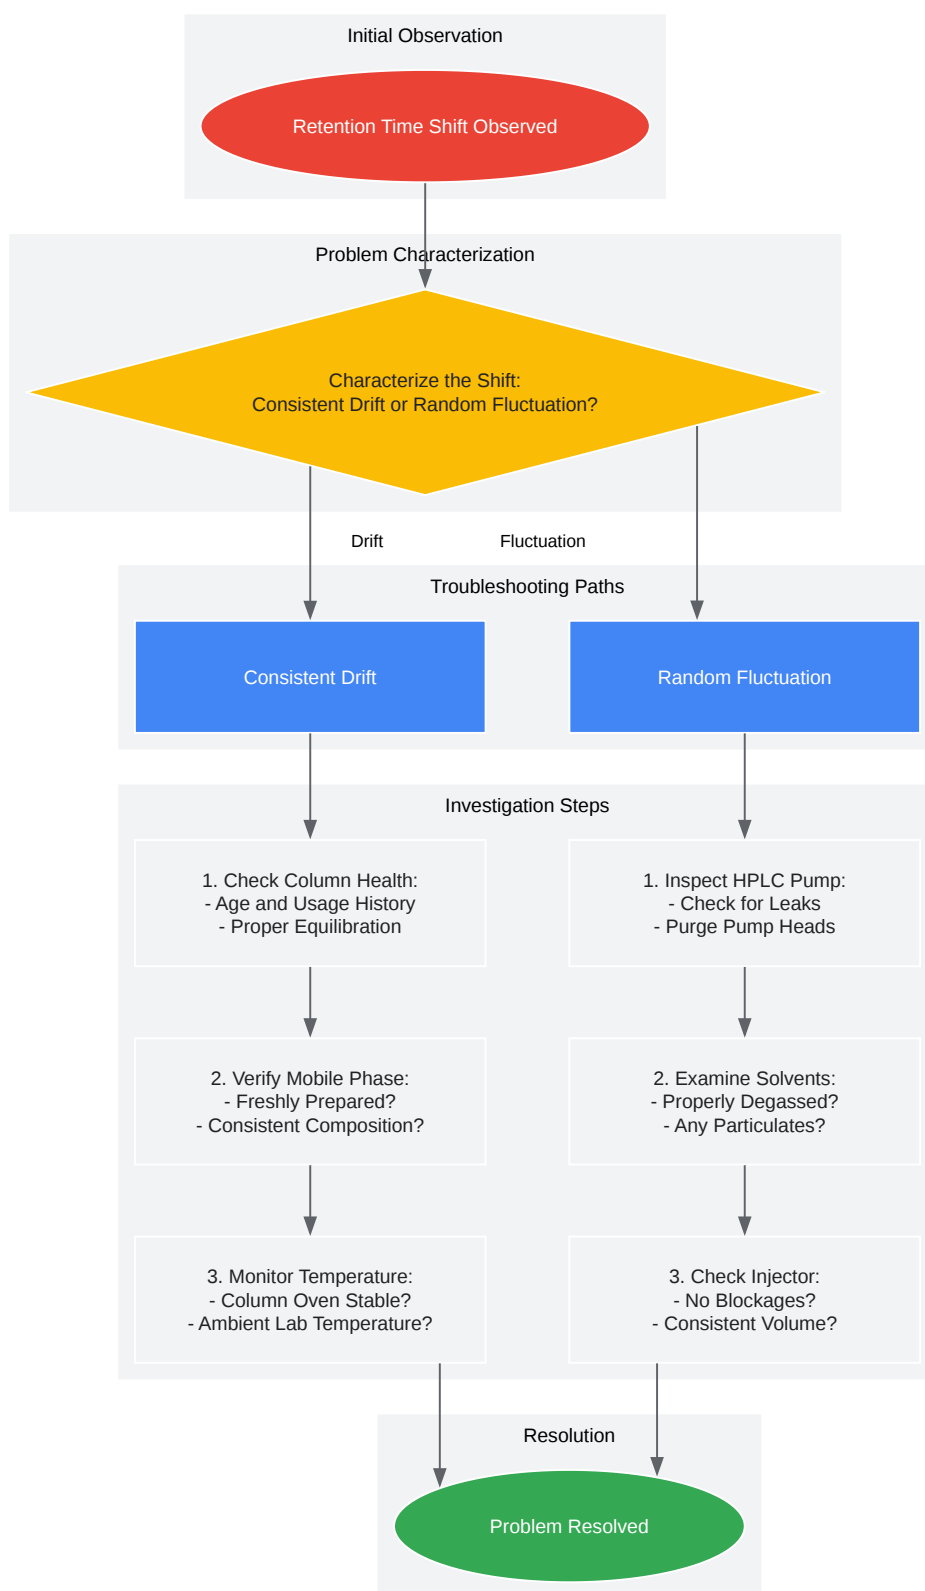 Initial Observation
Retention Time Shift Observed
Problem Characterization
Characterize the Shift:
Consistent Drift or Random Fluctuation?
Drift
Fluctuation
Troubleshooting Paths
Consistent Drift
Random Fluctuation
Investigation Steps
1. Check Column Health:
- Age and Usage History
- Proper Equilibration
1. Inspect HPLC Pump:
- Check for Leaks
- Purge Pump Heads
2. Verify Mobile Phase:
- Freshly Prepared?
- Consistent Composition?
2. Examine Solvents:
- Properly Degassed?
- Any Particulates?
3. Monitor Temperature:
- Column Oven Stable?
- Ambient Lab Temperature?
3. Check Injector:
- No Blockages?
- Consistent Volume?
Resolution
Problem Resolved